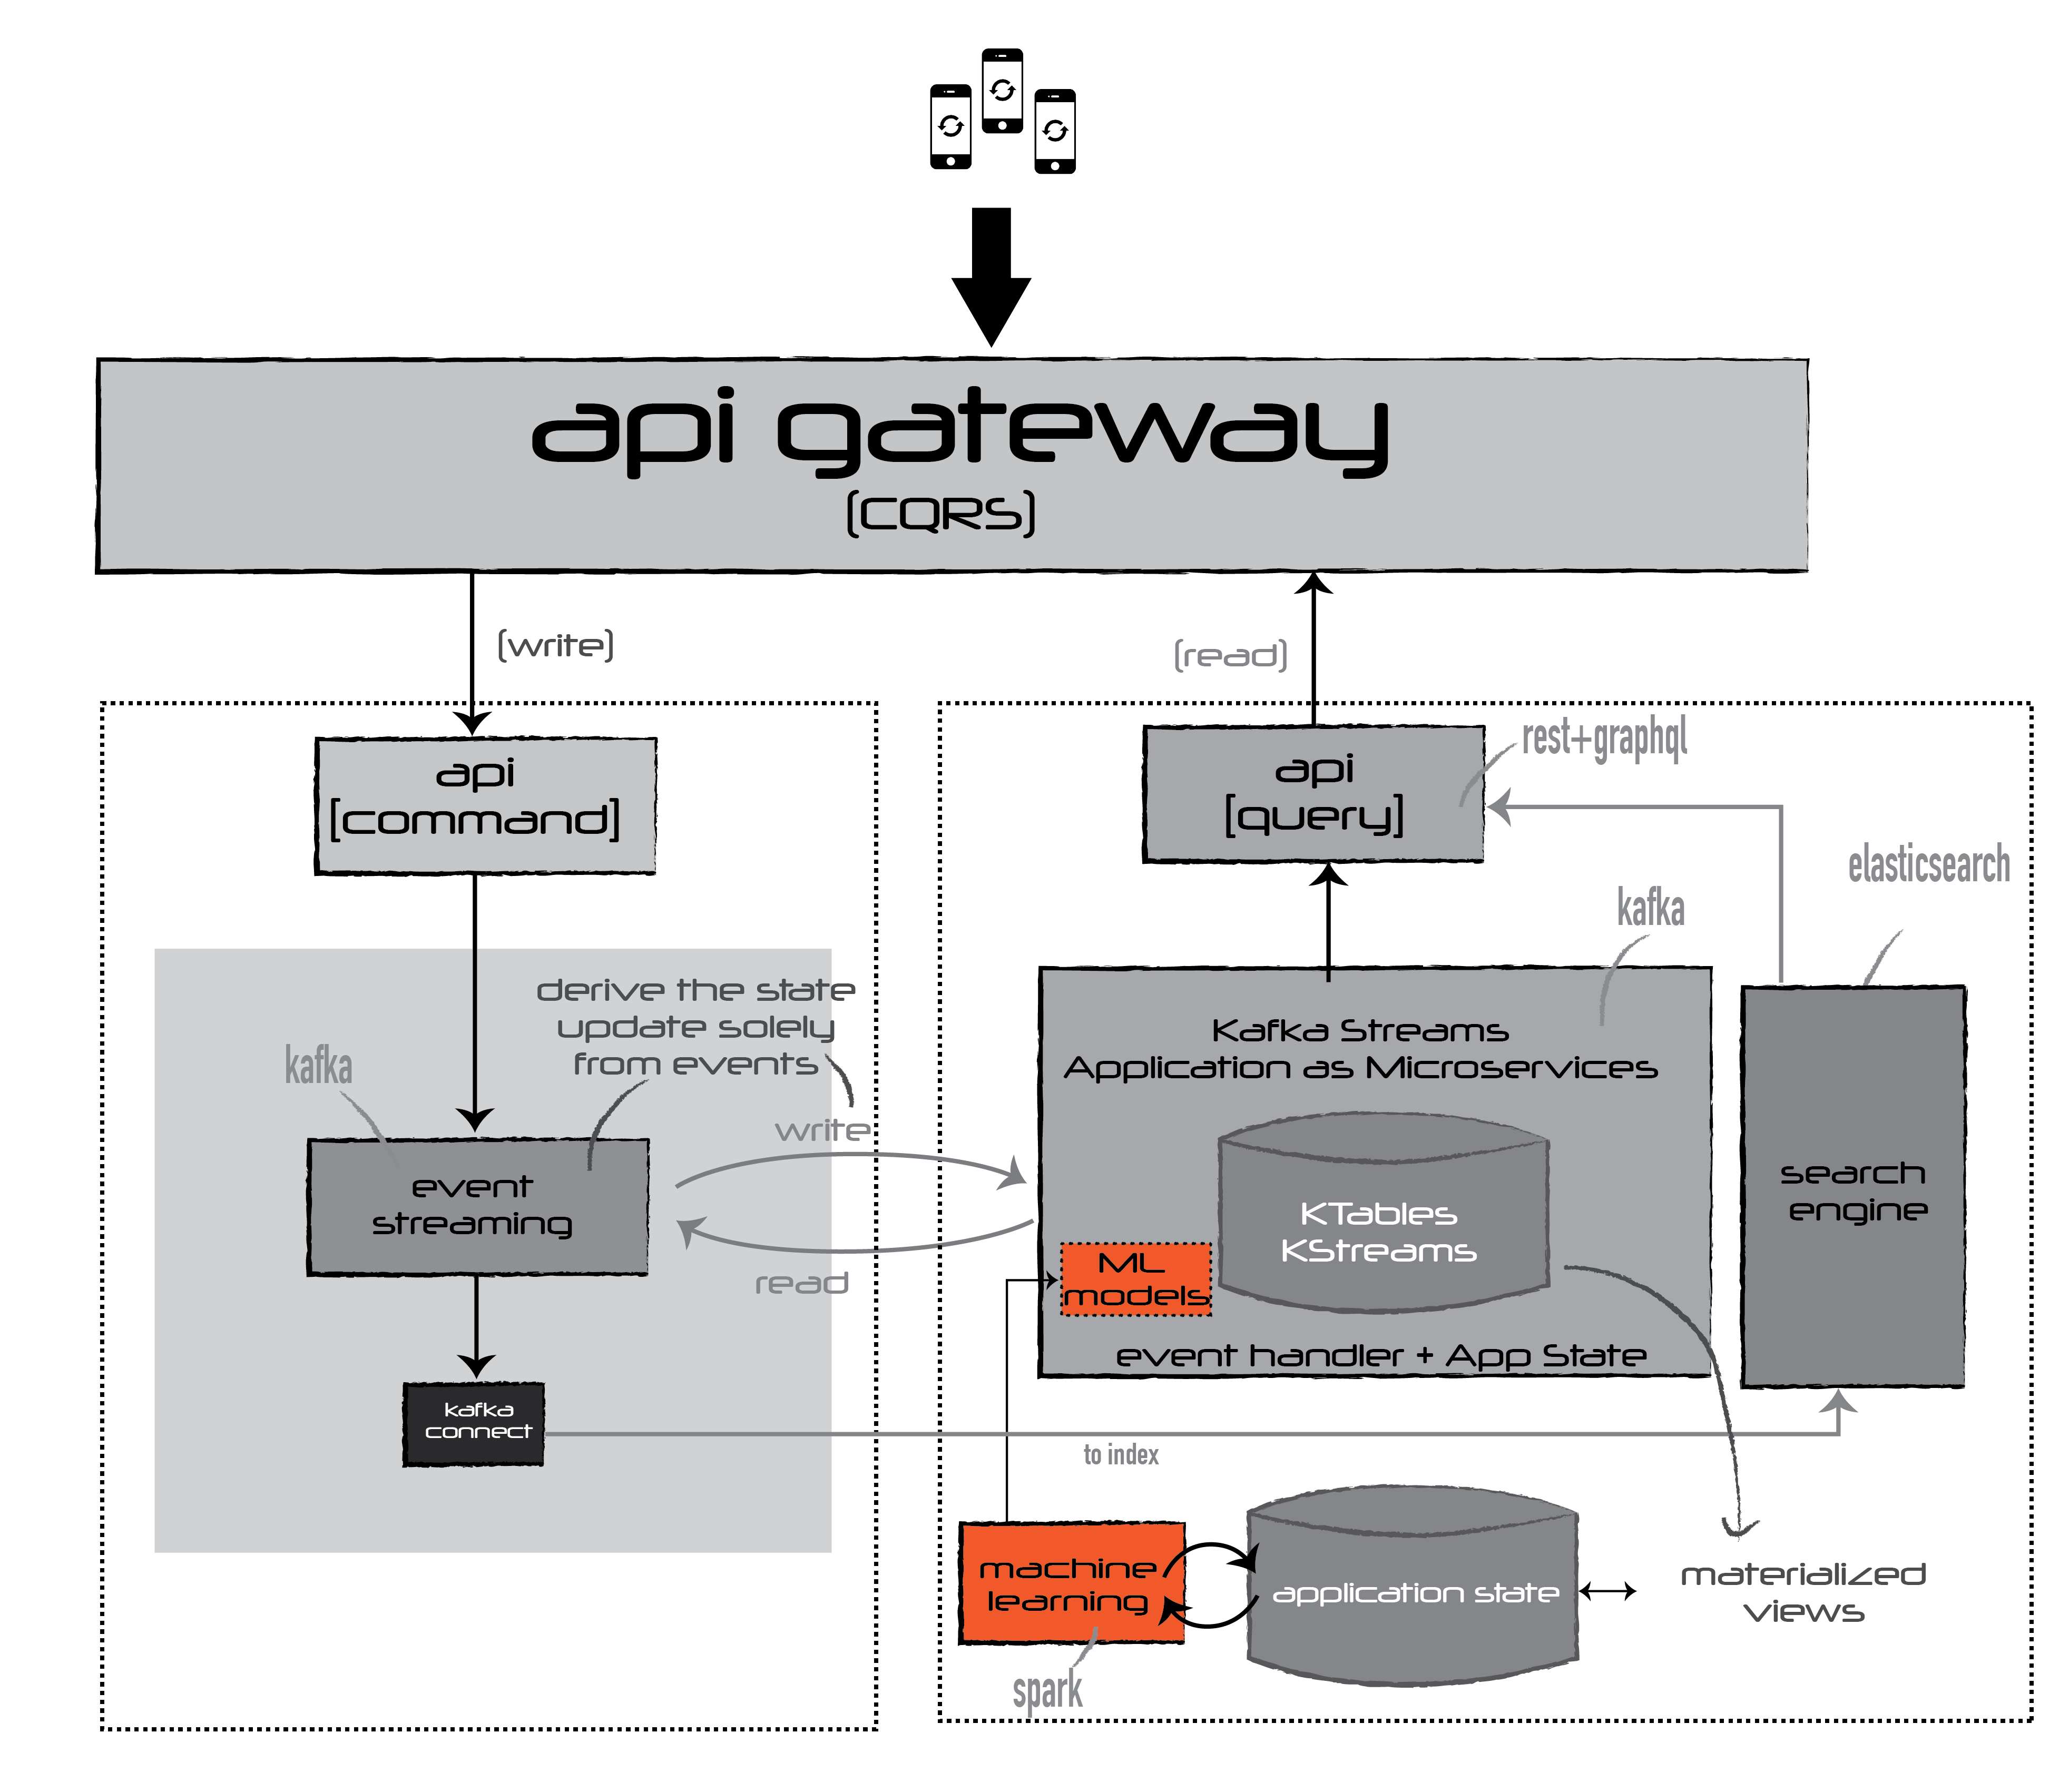 api gateway
(CQRS)
(write)
(read)
api
[command]
api
[query]
rest+graphql
elasticsearch
kafka
derive the state
update solely
from events
kafka
write
event
streaming
read
kafka
connect
Kafka Streams
Application as Microservices
KTables
KStreams
ML
models
event handler + App State
search
engine
to index
machine
learning
spark
application state
materialized
views